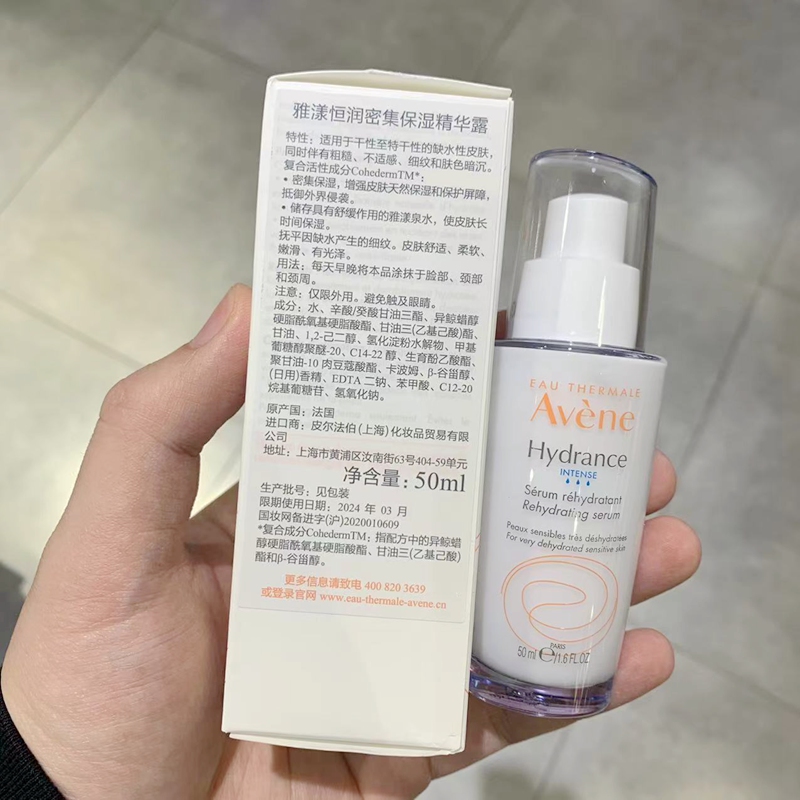 雅漾恒润密集保湿精华露
特性：适用于干性至特干性的缺水性皮肤，
同时伴有粗糙、不适感、细纹和肤色暗沉。
复合活性成分CohedermTM*：
• 密集保湿，增强皮肤天然保湿和保护屏障，
抵御外界侵袭。
• 储存具有舒缓作用的雅漾泉水，使皮肤长
时间保湿。
抚平因缺水产生的细纹。皮肤舒适、柔软、
嫩滑、有光泽。
用法：每天早晚将本品涂抹于脸部、颈部
和颈周。
注意：仅限外用。避免触及眼睛。
成分：水、辛酸/癸酸甘油三酯、异鲸蜡醇
硬脂酰氧基硬脂酸酯、甘油三(乙基己酸)酯、
甘油、1,2-己二醇、氢化淀粉水解物、甲基
葡糖醇聚醚-20、C14-22 醇、生育酚乙酸酯、
聚甘油-10 肉豆蔻酸酯、卡波姆、β-谷甾醇、
(日用)香精、EDTA 二钠、苯甲酸、C12-20
烷基葡糖苷、氢氧化钠。
原产国：法国
进口商：皮尔法伯(上海)化妆品贸易有限
公司
地址：上海市黄浦区汝南街63号404-59单元
净含量：50ml
生产批号：见包装
限期使用日期：2024 年 03 月
国妆网备进字(沪)2020010609
*复合成分CohedermTM；指配方中的异鲸蜡
醇硬脂酰氧基硬脂酸酯、甘油三(乙基己酸)
酯和β-谷甾醇。
更多信息请致电 400 820 3639
或登录官网 www.eau-thermale-avene.cn
EAU THERMALE
Avène
Hydrance
INTENSE
Sérum réhydratant
Rehydrating serum
Peaux sensibles très déshydratées
For very dehydrated sensitive skin
PARIS
50 ml ℮/1.6 FL.OZ